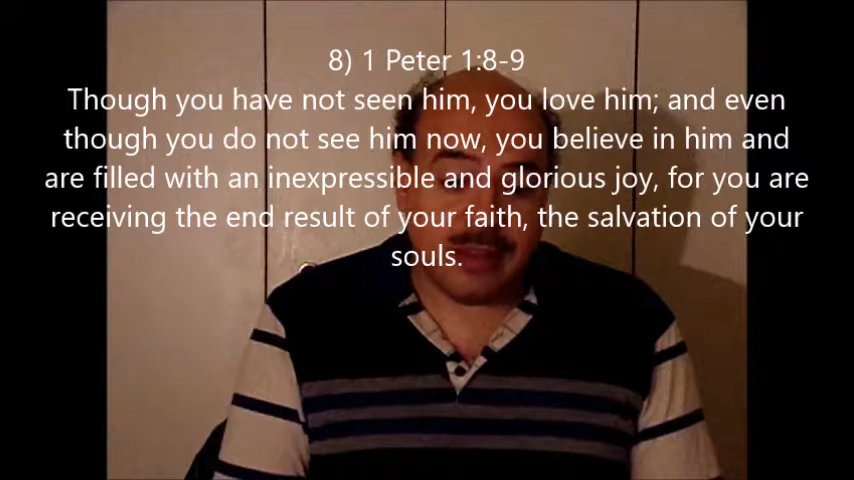 8) 1 Peter 1:8-9
Though you have not seen him, you love him; and even
though you do not see him now, you believe in him and
are filled with an inexpressible and glorious joy, for you are
receiving the end result of your faith, the salvation of your
souls.